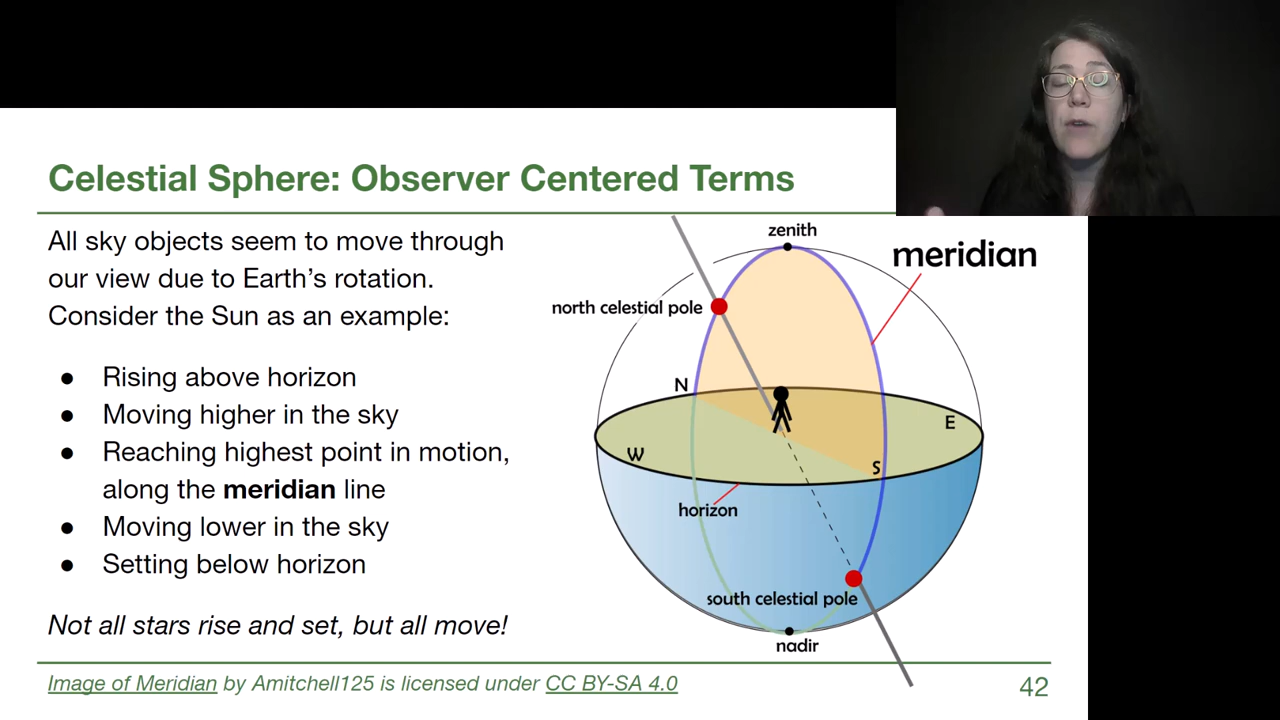 Celestial Sphere: Observer Centered Terms
All sky objects seem to move through
our view due to Earth's rotation.
Consider the Sun as an example:
● Rising above horizon
● Moving higher in the sky
● Reaching highest point in motion,
along the meridian line
● Moving lower in the sky
● Setting below horizon
Not all stars rise and set, but all move!
zenith
meridian
north celestial pole
N
E
W
S
horizon
south celestial pole
nadir
Image of Meridian by Amitchell125 is licensed under CC BY-SA 4.0
42